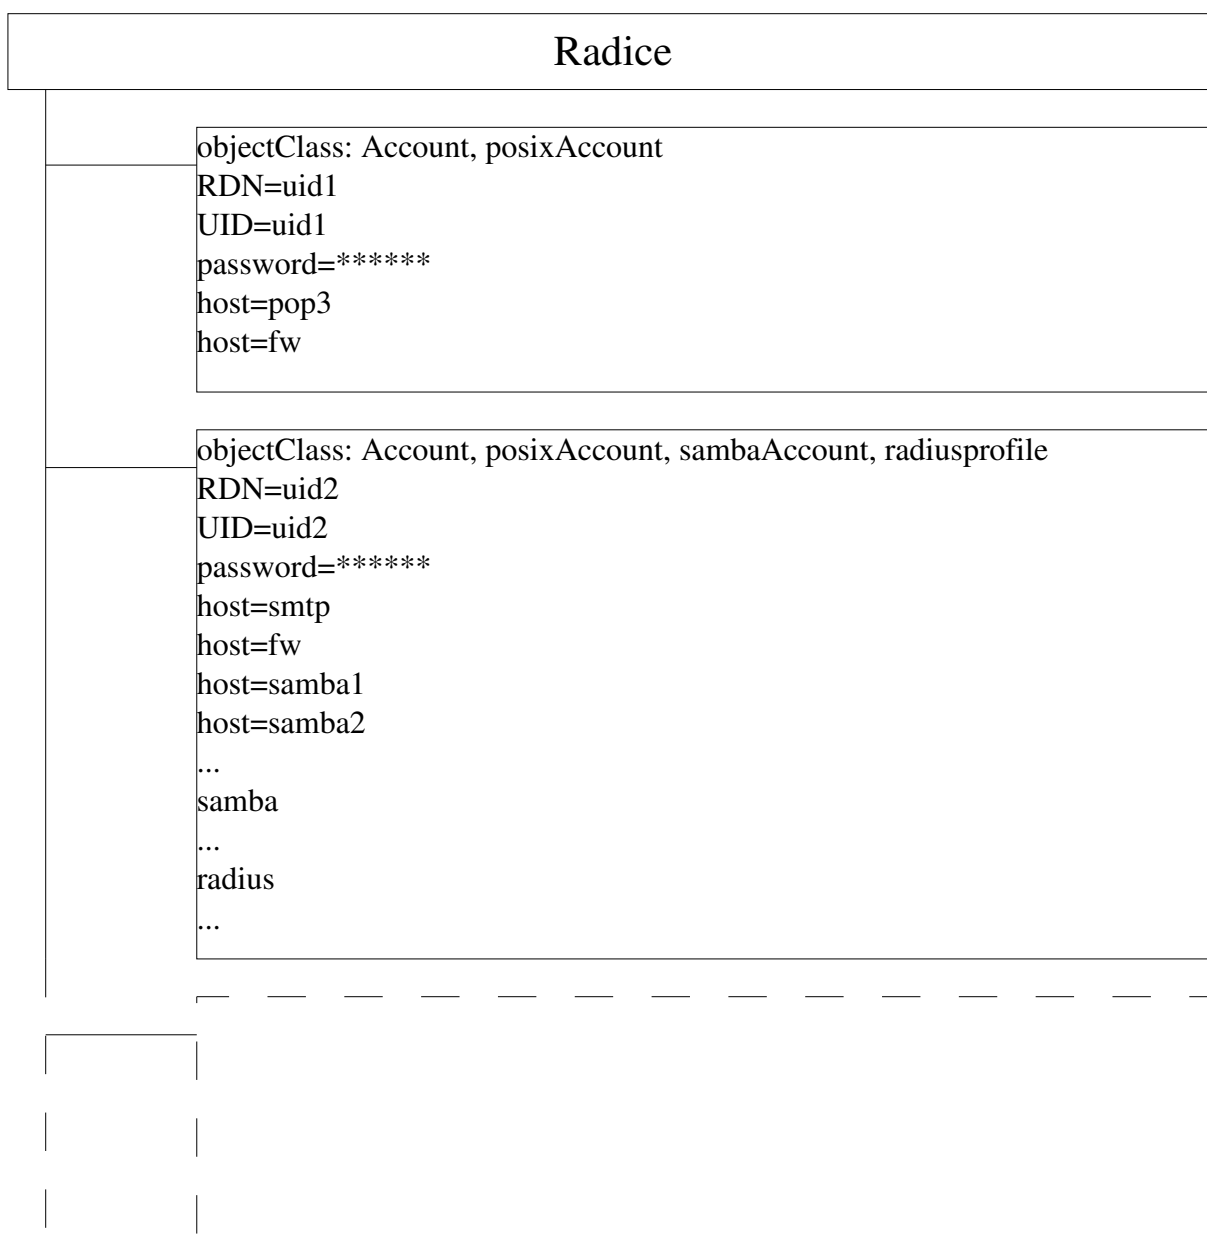 Radice
objectClass: Account, posixAccount
RDN=uid1
UID=uid1
password=******
host=pop3
host=fw
objectClass: Account, posixAccount, sambaAccount, radiusprofile
RDN=uid2
UID=uid2
password=******
host=smtp
host=fw
host=samba1
host=samba2
...
samba
...
radius
...